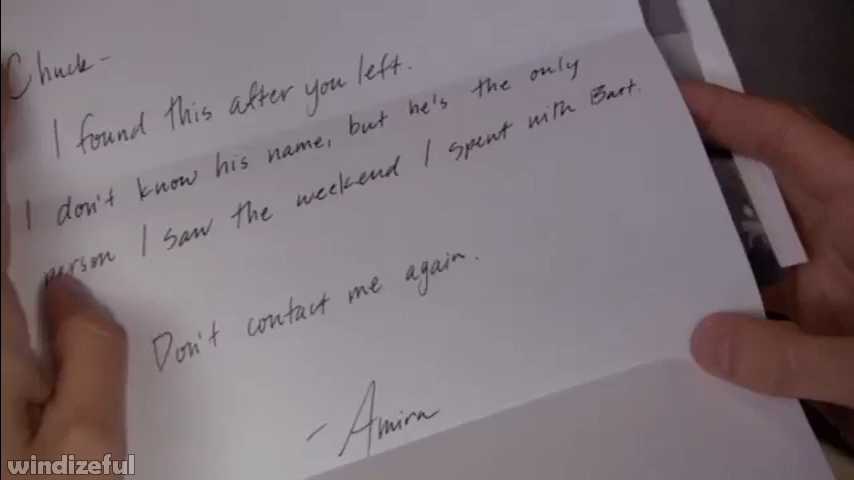 Chuck-
I found this after you left.
I don't know his name, but he's the only
person I saw the weekend I spent with Bart.
Don't contact me again.
- Amira
windizeful